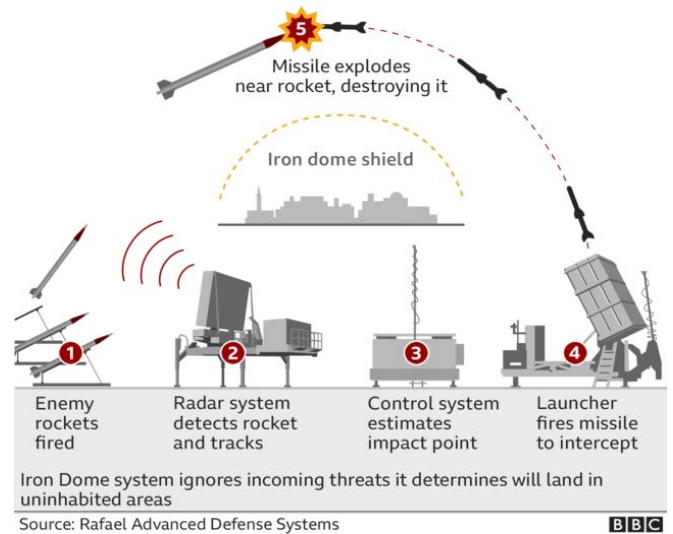 5
Missile explodes
near rocket, destroying it
Iron dome shield
1
2
3
4
Enemy
rockets
fired
Radar system
detects rocket
and tracks
Control system
estimates
impact point
Launcher
fires missile
to intercept
Iron Dome system ignores incoming threats it determines will land in
uninhabited areas
Source: Rafael Advanced Defense Systems
BBC